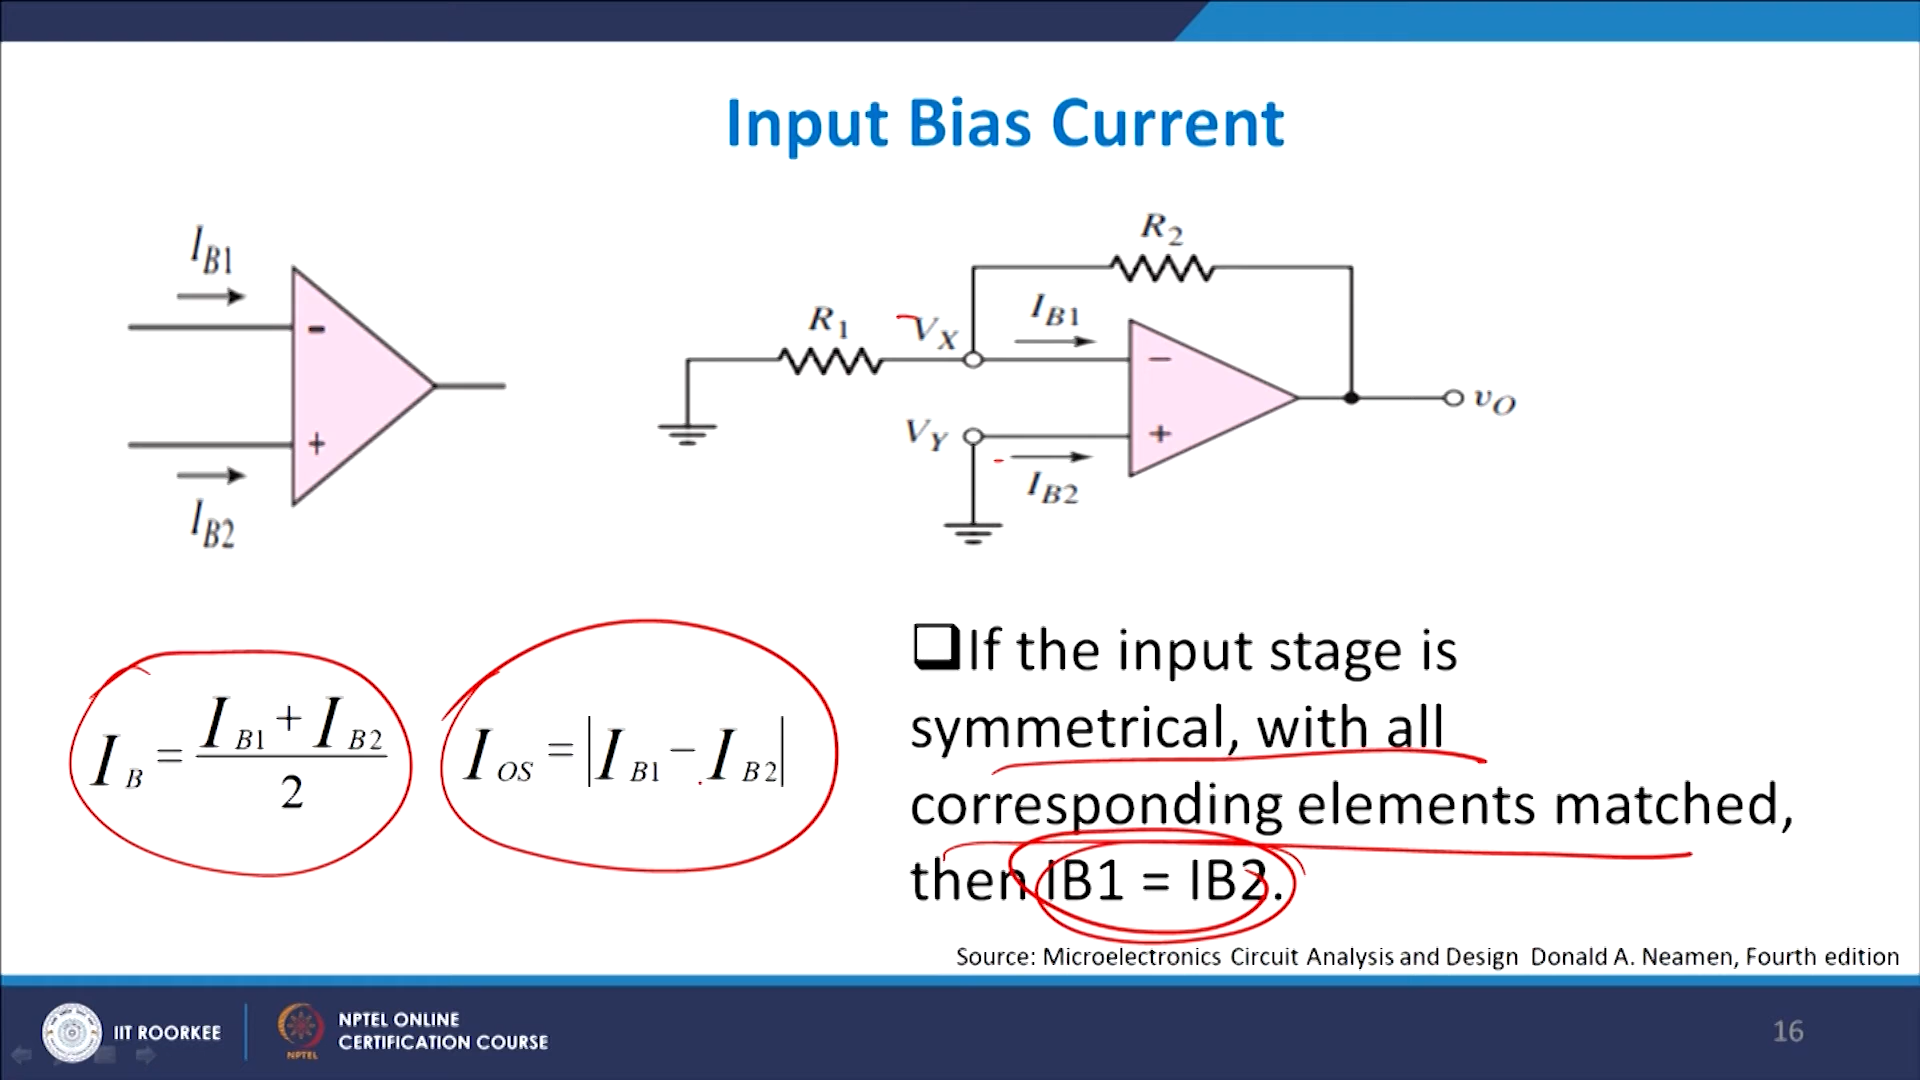 Input Bias Current
I_B1
-
+
I_B2
R_2
R_1
V_X
I_B1
−
V_Y
+
I_B2
v_O
I_B = (I_B1 + I_B2) / 2
I_OS = |I_B1 − I_B2|
❑If the input stage is
symmetrical, with all
corresponding elements matched,
then IB1 = IB2.
Source: Microelectronics Circuit Analysis and Design Donald A. Neamen, Fourth edition
IIT ROORKEE
NPTEL
NPTEL ONLINE
CERTIFICATION COURSE
16